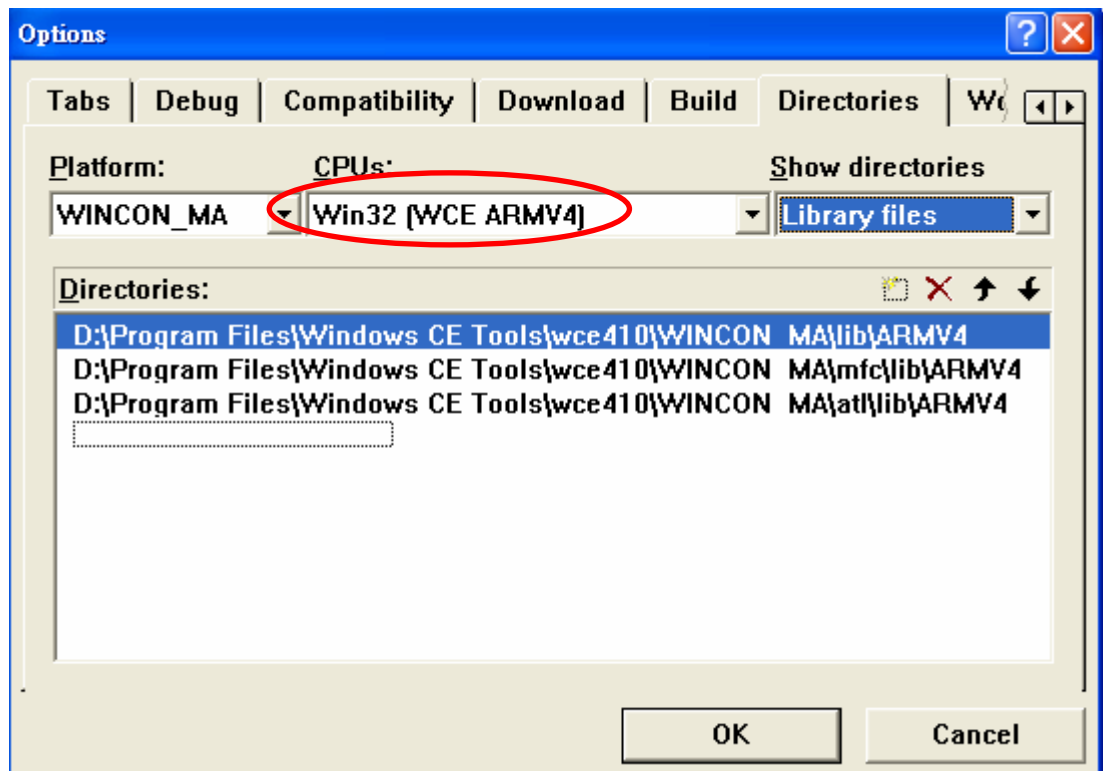 Options
Tabs Debug Compatibility Download Build Directories
Platform: CPUs: Show directories
WINCON_MA Win32 (WCE ARMV4) Library files
Directories:
D:\Program Files\Windows CE Tools\wce410\WINCON MA\lib\ARMV4
D:\Program Files\Windows CE Tools\wce410\WINCON MA\mfc\lib\ARMV4
D:\Program Files\Windows CE Tools\wce410\WINCON MA\atl\lib\ARMV4
OK Cancel